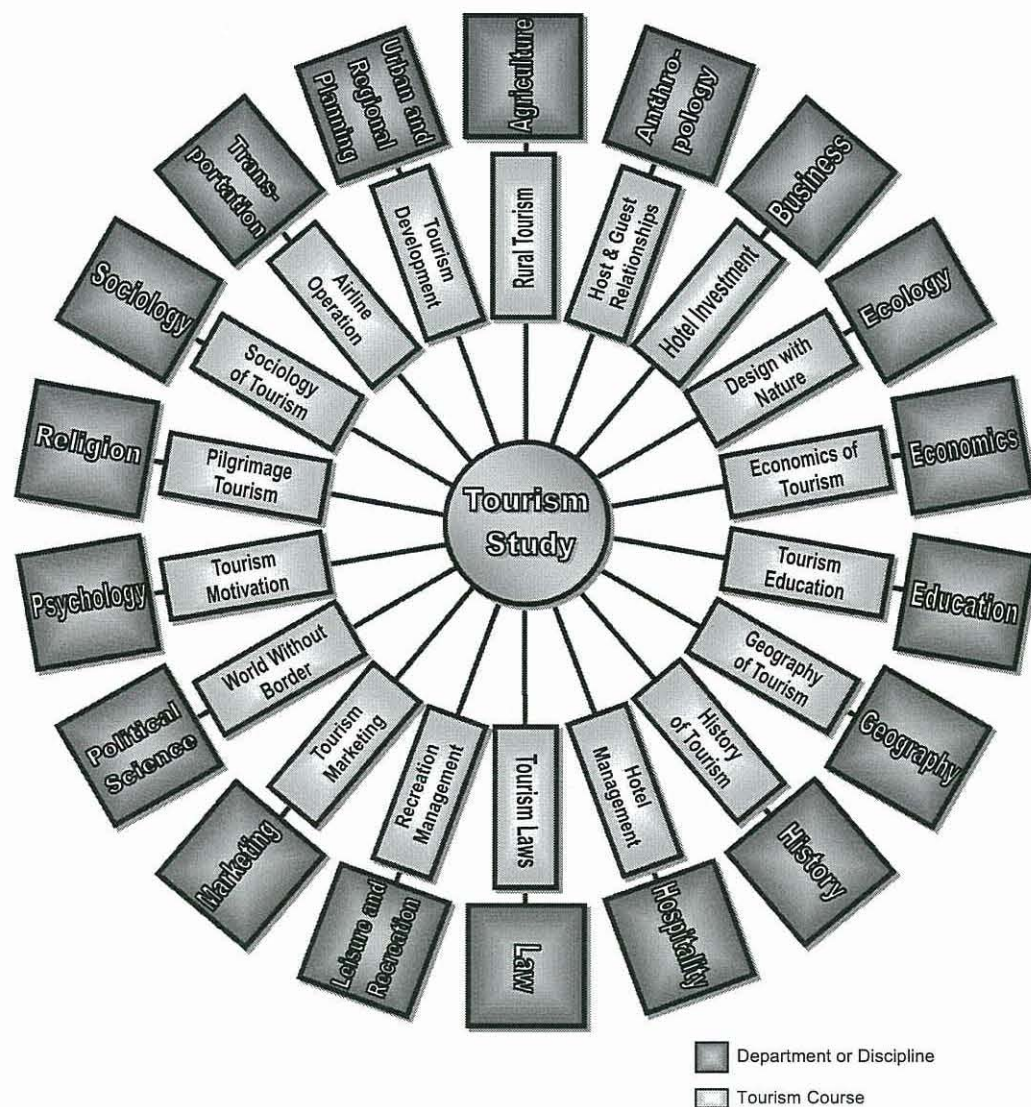 Agriculture
Rural Tourism
Anthro-
pology
Host & Guest
Relationships
Business
Hotel Investment
Ecology
Design with
Nature
Economics
Economics of
Tourism
Education
Tourism
Education
Geography
Geography
of Tourism
History
History
of Tourism
Hospitality
Hotel
Management
Law
Tourism Laws
Leisure and
Recreation
Recreation
Management
Marketing
Tourism
Marketing
Political
Science
World Without
Border
Psychology
Tourism
Motivation
Religion
Pilgrimage
Tourism
Sociology
Sociology
of Tourism
Trans-
portation
Airline
Operation
Urban and
Regional
Planning
Tourism
Development
Tourism
Study
Department or Discipline
Tourism Course